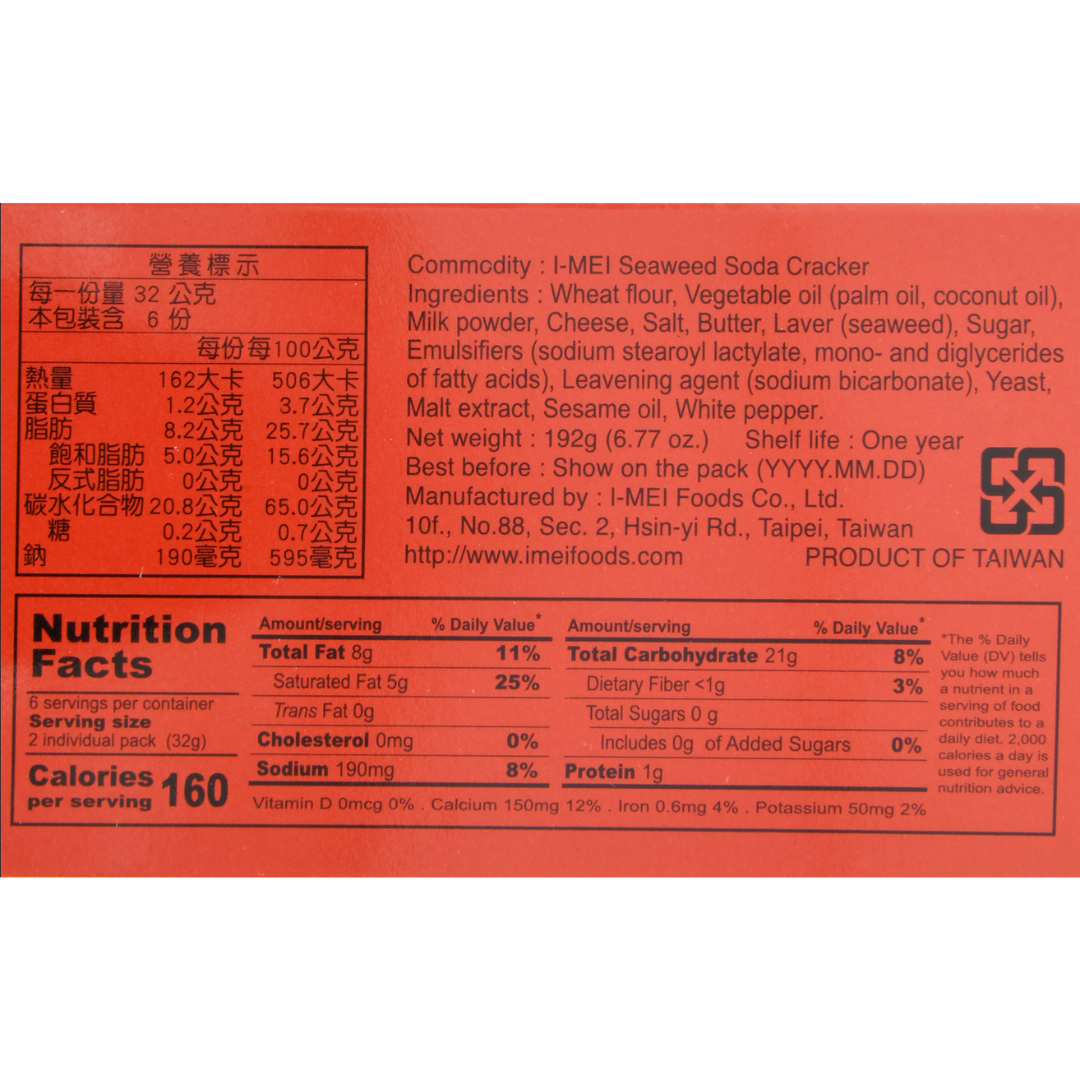 營養標示
每一份量 32 公克
本包裝含 6 份
每份 每100公克
熱量 162大卡 506大卡
蛋白質 1.2公克 3.7公克
脂肪 8.2公克 25.7公克
飽和脂肪 5.0公克 15.6公克
反式脂肪 0公克 0公克
碳水化合物 20.8公克 65.0公克
糖 0.2公克 0.7公克
鈉 190毫克 595毫克
Commcdity : I-MEI Seaweed Soda Cracker
Ingredients : Wheat flour, Vegetable oil (palm oil, coconut oil),
Milk powder, Cheese, Salt, Butter, Laver (seaweed), Sugar,
Emulsifiers (sodium stearoyl lactylate, mono- and diglycerides
of fatty acids), Leavening agent (sodium bicarbonate), Yeast,
Malt extract, Sesame oil, White pepper.
Net weight : 192g (6.77 oz.) Shelf life : One year
Best before : Show on the pack (YYYY.MM.DD)
Manufactured by : I-MEI Foods Co., Ltd.
10f., No.88, Sec. 2, Hsin-yi Rd., Taipei, Taiwan
http://www.imeifoods.com PRODUCT OF TAIWAN
Nutrition
Facts
6 servings per container
Serving size
2 individual pack (32g)
Calories 160
per serving
Amount/serving % Daily Value*
Total Fat 8g 11%
Saturated Fat 5g 25%
Trans Fat 0g
Cholesterol 0mg 0%
Sodium 190mg 8%
Amount/serving % Daily Value*
Total Carbohydrate 21g 8%
Dietary Fiber <1g 3%
Total Sugars 0 g
Includes 0g of Added Sugars 0%
Protein 1g
Vitamin D 0mcg 0% . Calcium 150mg 12% . Iron 0.6mg 4% . Potassium 50mg 2%
*The % Daily
Value (DV) tells
you how much
a nutrient in a
serving of food
contributes to a
daily diet. 2,000
calories a day is
used for general
nutrition advice.